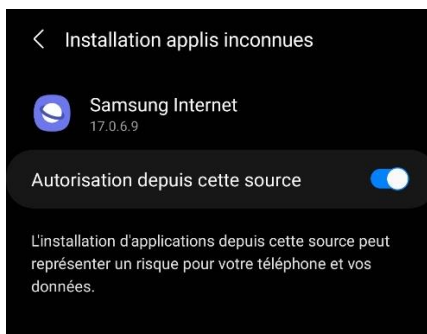 Installation applis inconnues
Samsung Internet
17.0.6.9
Autorisation depuis cette source
L'installation d'applications depuis cette source peut
représenter un risque pour votre téléphone et vos
données.